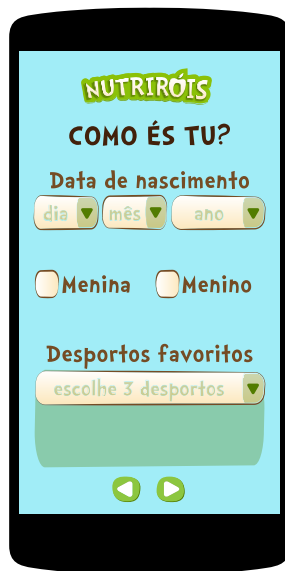 NUTRIRÓIS
COMO ÉS TU?
Data de nascimento
dia mês ano
Menina Menino
Desportos favoritos
escolhe 3 desportos